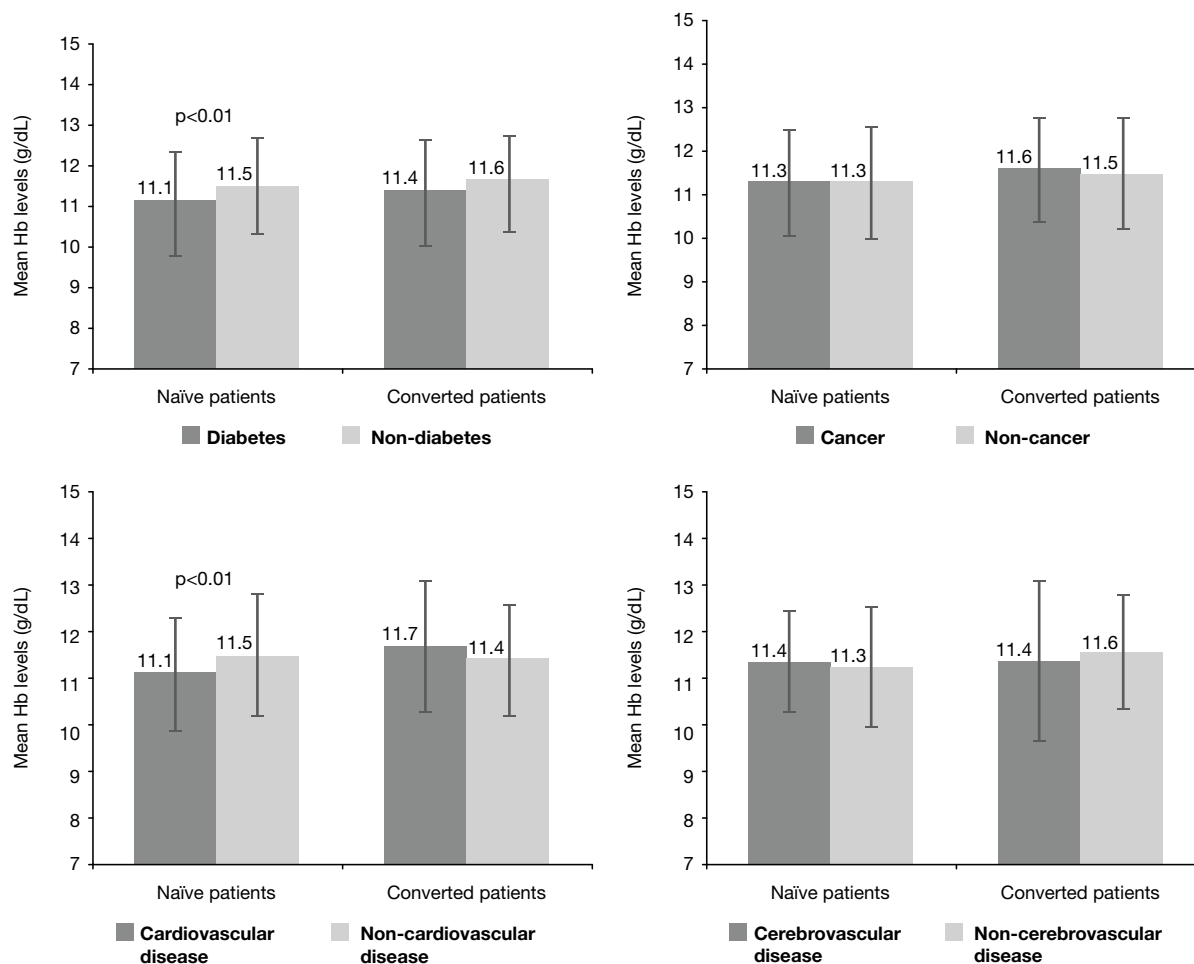 Mean Hb levels (g/dL)
15
14
13
12
11
10
9
8
7
p<0.01
11.1
11.5
11.4
11.6
Naïve patients
Converted patients
Diabetes
Non-diabetes
Mean Hb levels (g/dL)
15
14
13
12
11
10
9
8
7
11.3
11.3
11.6
11.5
Naïve patients
Converted patients
Cancer
Non-cancer
Mean Hb levels (g/dL)
15
14
13
12
11
10
9
8
7
p<0.01
11.1
11.5
11.7
11.4
Naïve patients
Converted patients
Cardiovascular
disease
Non-cardiovascular
disease
Mean Hb levels (g/dL)
15
14
13
12
11
10
9
8
7
11.4
11.3
11.4
11.6
Naïve patients
Converted patients
Cerebrovascular
disease
Non-cerebrovascular
disease